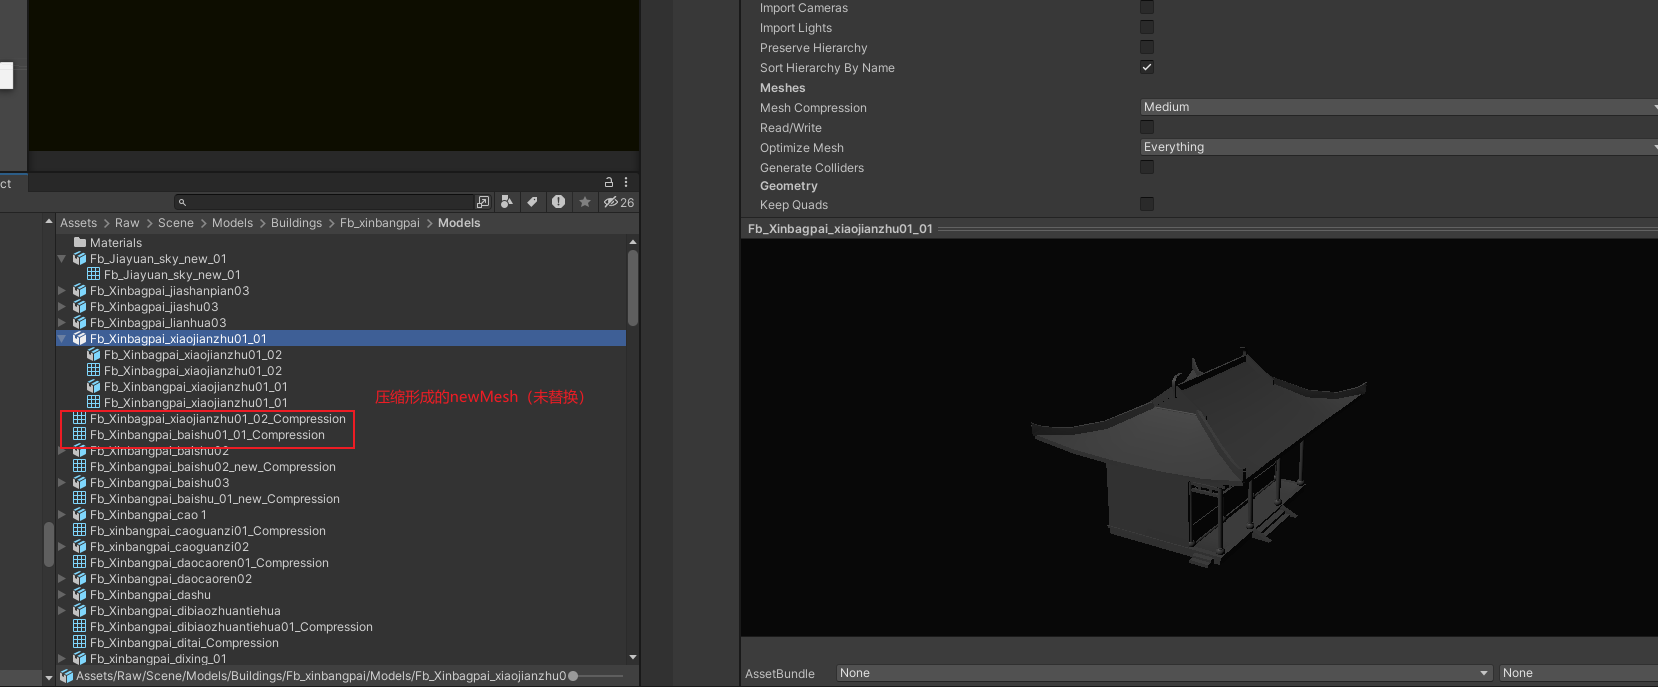 Import Cameras
Import Lights
Preserve Hierarchy
Sort Hierarchy By Name
Meshes
Mesh Compression Medium
Read/Write
Optimize Mesh Everything
Generate Colliders
Geometry
Keep Quads
ct
26
Assets > Raw > Scene > Models > Buildings > Fb_xinbangpai > Models
Materials
Fb_Jiayuan_sky_new_01
Fb_Jiayuan_sky_new_01
Fb_Xinbagpai_jiashanpian03
Fb_Xinbagpai_jiashu03
Fb_Xinbagpai_lianhua03
Fb_Xinbagpai_xiaojianzhu01_01
Fb_Xinbagpai_xiaojianzhu01_02
Fb_Xinbagpai_xiaojianzhu01_02
Fb_Xinbangpai_xiaojianzhu01_01
Fb_Xinbangpai_xiaojianzhu01_01
Fb_Xinbagpai_xiaojianzhu01_02_Compression
Fb_Xinbangpai_baishu01_01_Compression
Fb_Xinbangpai_baishu02
Fb_Xinbangpai_baishu02_new_Compression
Fb_Xinbangpai_baishu03
Fb_Xinbangpai_baishu_01_new_Compression
Fb_Xinbangpai_cao 1
Fb_xinbangpai_caoguanzi01_Compression
Fb_xinbangpai_caoguanzi02
Fb_Xinbangpai_daocaoren01_Compression
Fb_Xinbangpai_daocaoren02
Fb_Xinbangpai_dashu
Fb_Xinbangpai_dibiaozhuantiehua
Fb_Xinbangpai_dibiaozhuantiehua01_Compression
Fb_Xinbangpai_ditai_Compression
Fb_xinbangpai_dixing_01
压缩形成的newMesh（未替换）
Assets/Raw/Scene/Models/Buildings/Fb_xinbangpai/Models/Fb_Xinbagpai_xiaojianzhu0
Fb_Xinbagpai_xiaojianzhu01_01
AssetBundle None None